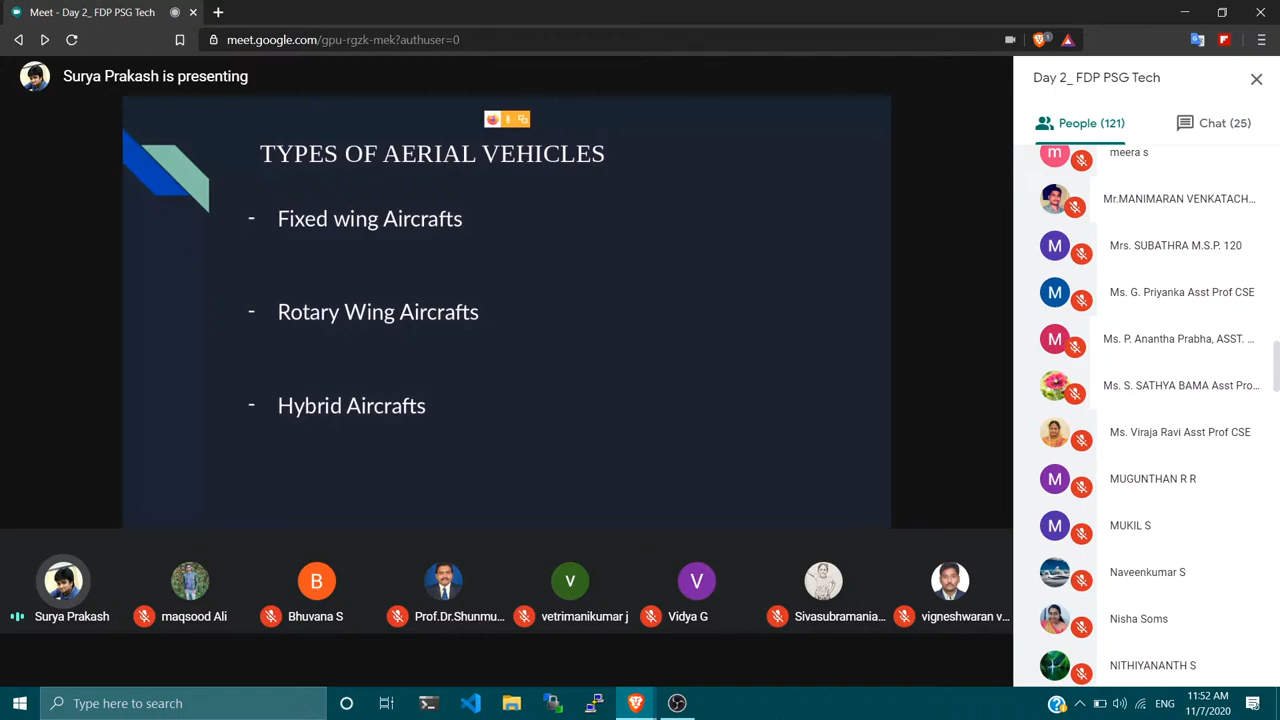 Meet - Day 2_ FDP PSG Tech
meet.google.com/gpu-rgzk-mek?authuser=0
1
Surya Prakash is presenting
Day 2_ FDP PSG Tech
People (121)
Chat (25)
TYPES OF AERIAL VEHICLES
- Fixed wing Aircrafts
- Rotary Wing Aircrafts
- Hybrid Aircrafts
m meera s
Mr.MANIMARAN VENKATACH...
M Mrs. SUBATHRA M.S.P. 120
M Ms. G. Priyanka Asst Prof CSE
M Ms. P. Anantha Prabha, ASST. ...
Ms. S. SATHYA BAMA Asst Pro...
Ms. Viraja Ravi Asst Prof CSE
M MUGUNTHAN R R
M MUKIL S
Naveenkumar S
Nisha Soms
NITHIYANANTH S
B
v
V
Surya Prakash
maqsood Ali
Bhuvana S
Prof.Dr.Shunmu...
vetrimanikumar j
Vidya G
Sivasubramania...
vigneshwaran v...
Type here to search
ENG
11:52 AM
11/7/2020